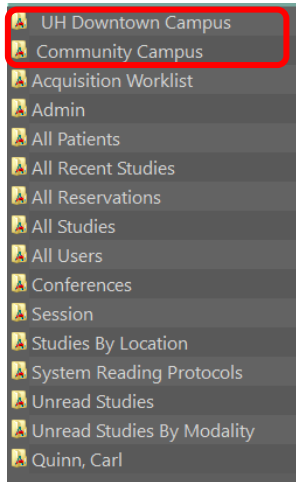 UH Downtown Campus
Community Campus
Acquisition Worklist
Admin
All Patients
All Recent Studies
All Reservations
All Studies
All Users
Conferences
Session
Studies By Location
System Reading Protocols
Unread Studies
Unread Studies By Modality
Quinn, Carl